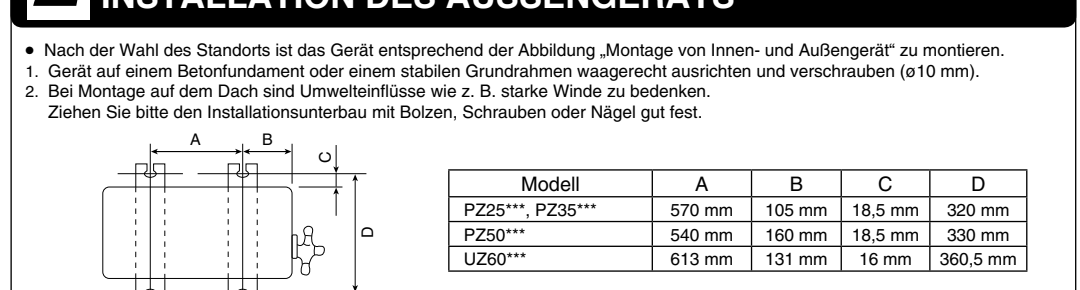 INSTALLATION DES AUSSENGERÄTS
• Nach der Wahl des Standorts ist das Gerät entsprechend der Abbildung „Montage von Innen- und Außengerät“ zu montieren.
1. Gerät auf einem Betonfundament oder einem stabilen Grundrahmen waagerecht ausrichten und verschrauben (ø10 mm).
2. Bei Montage auf dem Dach sind Umwelteinflüsse wie z. B. starke Winde zu bedenken.
Ziehen Sie bitte den Installationsunterbau mit Bolzen, Schrauben oder Nägel gut fest.
A B
C
D
Modell A B C D
PZ25***, PZ35*** 570 mm 105 mm 18,5 mm 320 mm
PZ50*** 540 mm 160 mm 18,5 mm 330 mm
UZ60*** 613 mm 131 mm 16 mm 360,5 mm